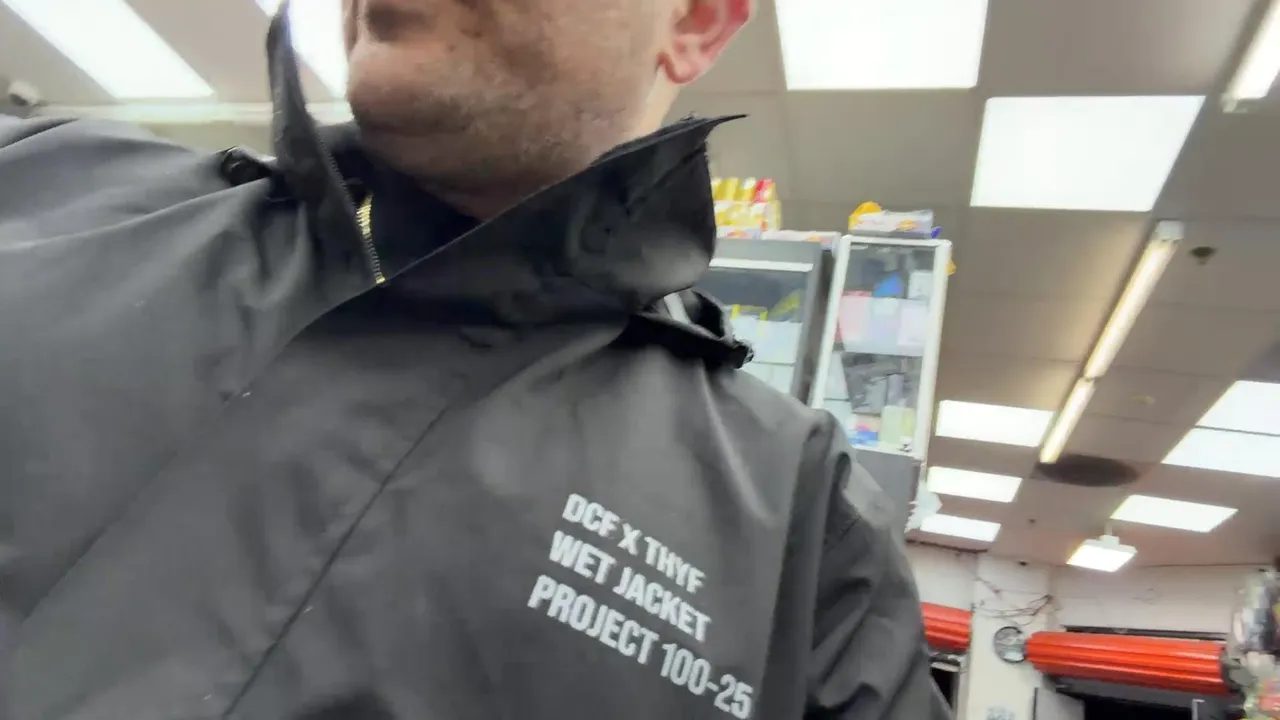 DCF X THYF
WET JACKET
PROJECT 100-25